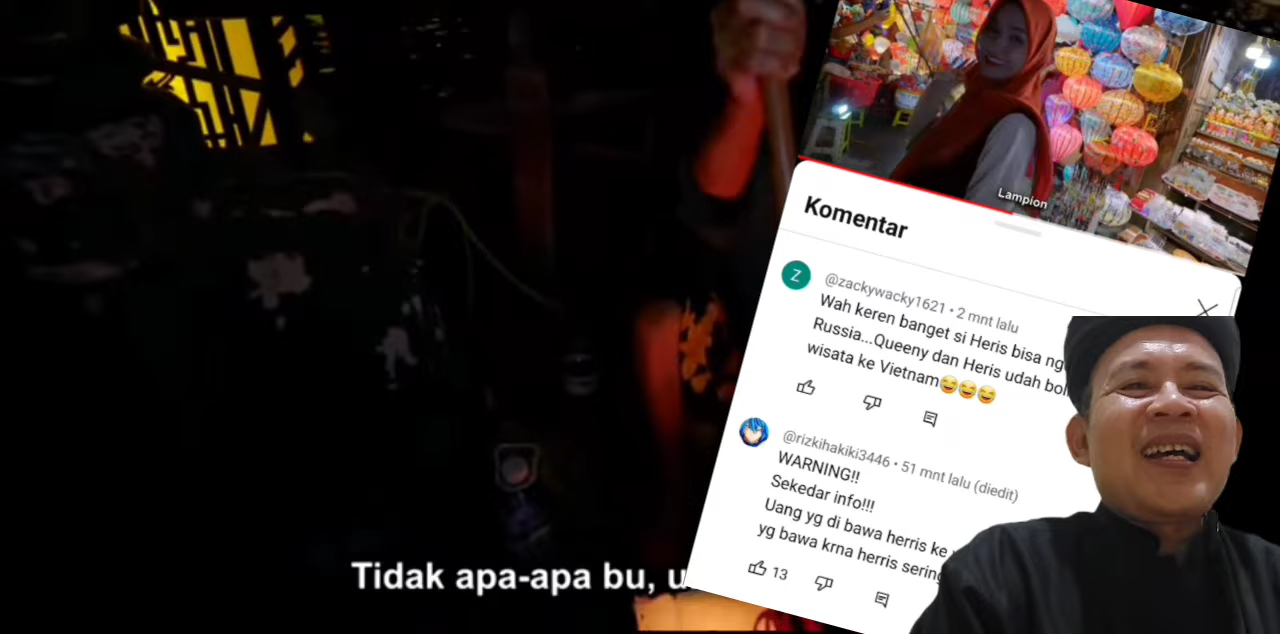 Lampion
Komentar
Z
@zackywacky1621 • 2 mnt lalu
Wah keren banget si Heris bisa
Russia...Queeny dan Heris udah
wisata ke Vietnam😂😂😂
@rizkihakiki3446 • 51 mnt lalu (diedit)
WARNING!!
Sekedar info!!!
Uang yg di bawa herris ke
yg bawa krna herris sering
13
Tidak apa-apa bu,